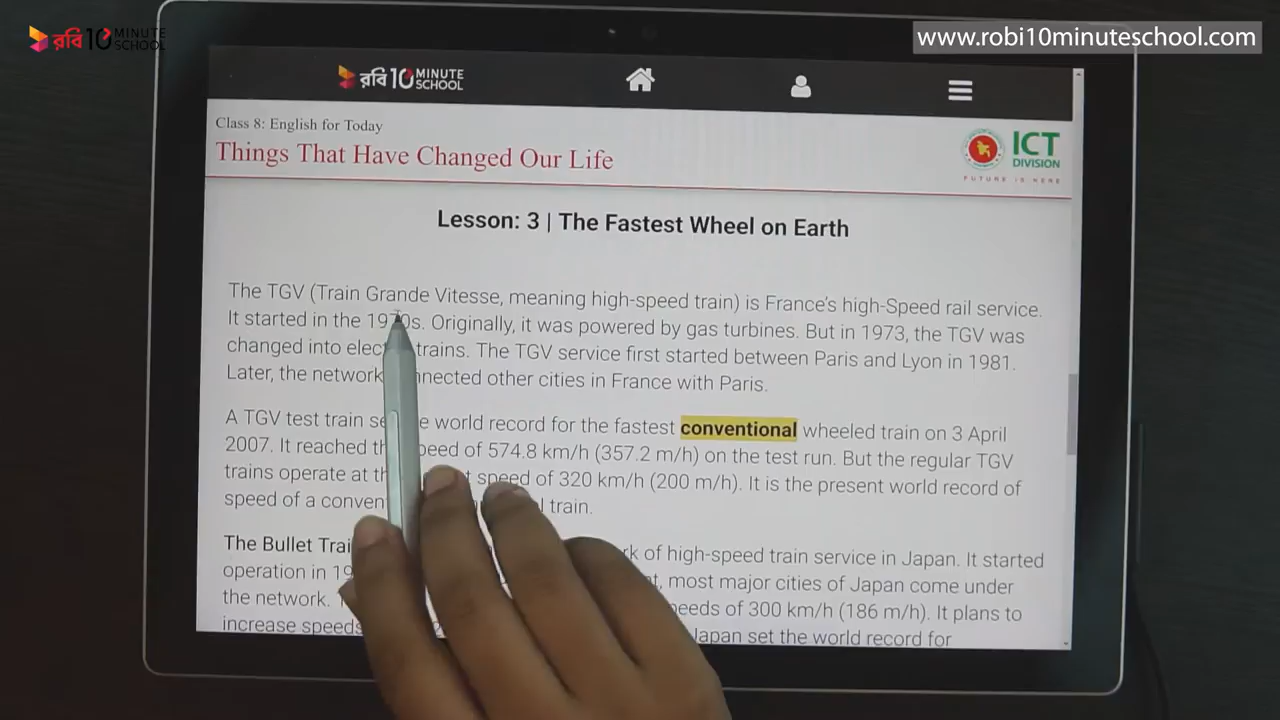 রবি 10 MINUTE SCHOOL
www.robi10minuteschool.com
রবি 10 MINUTE SCHOOL
Class 8: English for Today
Things That Have Changed Our Life
ICT
DIVISION
FUTURE IS HERE
Lesson: 3 | The Fastest Wheel on Earth
The TGV (Train Grande Vitesse, meaning high-speed train) is France's high-Speed rail service.
It started in the 1970s. Originally, it was powered by gas turbines. But in 1973, the TGV was
changed into elec trains. The TGV service first started between Paris and Lyon in 1981.
Later, the network nnected other cities in France with Paris.
A TGV test train se e world record for the fastest conventional wheeled train on 3 April
2007. It reached th peed of 574.8 km/h (357.2 m/h) on the test run. But the regular TGV
trains operate at th t speed of 320 km/h (200 m/h). It is the present world record of
speed of a conven l train.
The Bullet Trai rk of high-speed train service in Japan. It started
operation in 19 t, most major cities of Japan come under
the network. peeds of 300 km/h (186 m/h). It plans to
increase speeds Japan set the world record for